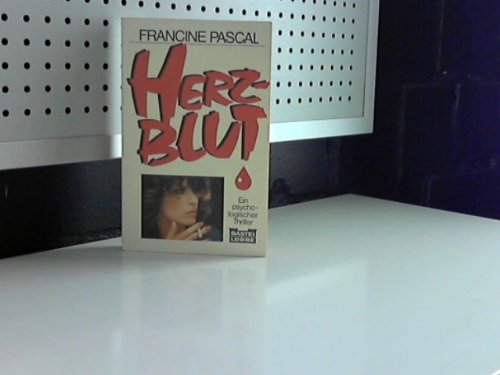 FRANCINE PASCAL
HERZ-
BLUT
Ein
psycho-
logischer
Thriller
BASTEI
LÜBBE